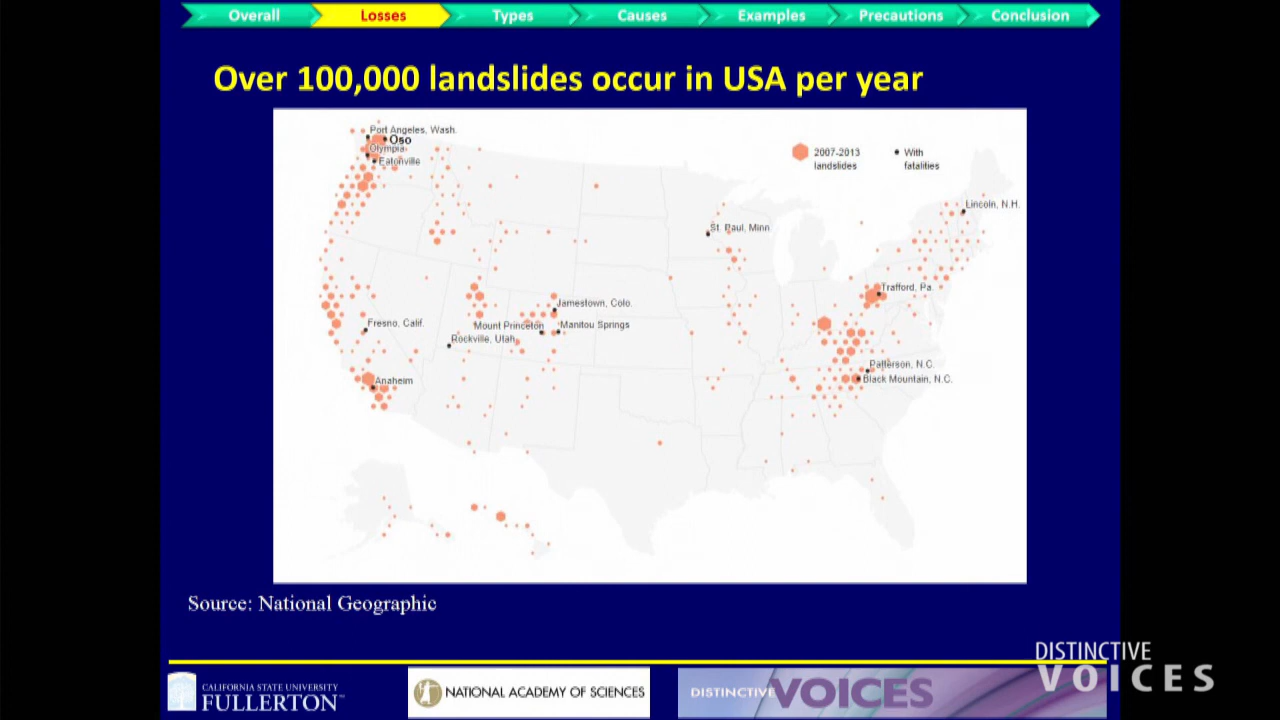 Overall Losses Types Causes Examples Precautions Conclusion
Over 100,000 landslides occur in USA per year
Port Angeles, Wash.
Oso
Olympia
Eatonville
2007-2013
landslides
With
fatalities
Lincoln, N.H.
St. Paul, Minn.
Trafford, Pa.
Jamestown, Colo.
Fresno, Calif.
Mount Princeton
Manitou Springs
Rockville, Utah
Patterson, N.C.
Anaheim
Black Mountain, N.C.
Source: National Geographic
DISTINCTIVE
VOICES
CALIFORNIA STATE UNIVERSITY
FULLERTON™
NATIONAL ACADEMY OF SCIENCES
DISTINCTIVE VOICES